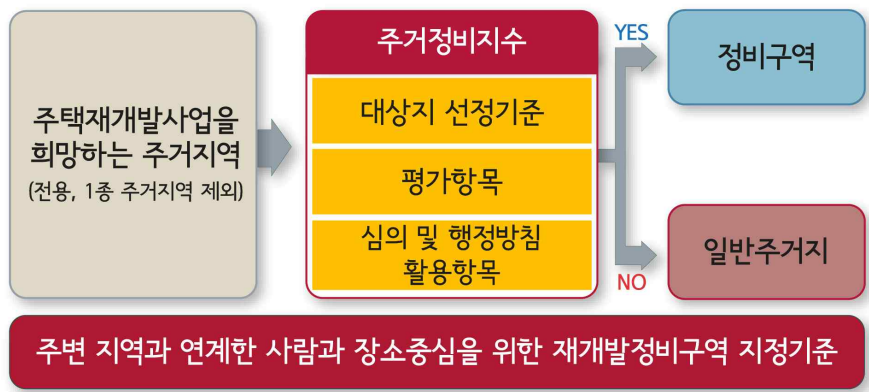 주택재개발사업을
희망하는 주거지역
(전용, 1종 주거지역 제외)
주거정비지수
대상지 선정기준
평가항목
심의 및 행정방침
활용항목
YES
정비구역
NO
일반주거지
주변 지역과 연계한 사람과 장소중심을 위한 재개발정비구역 지정기준